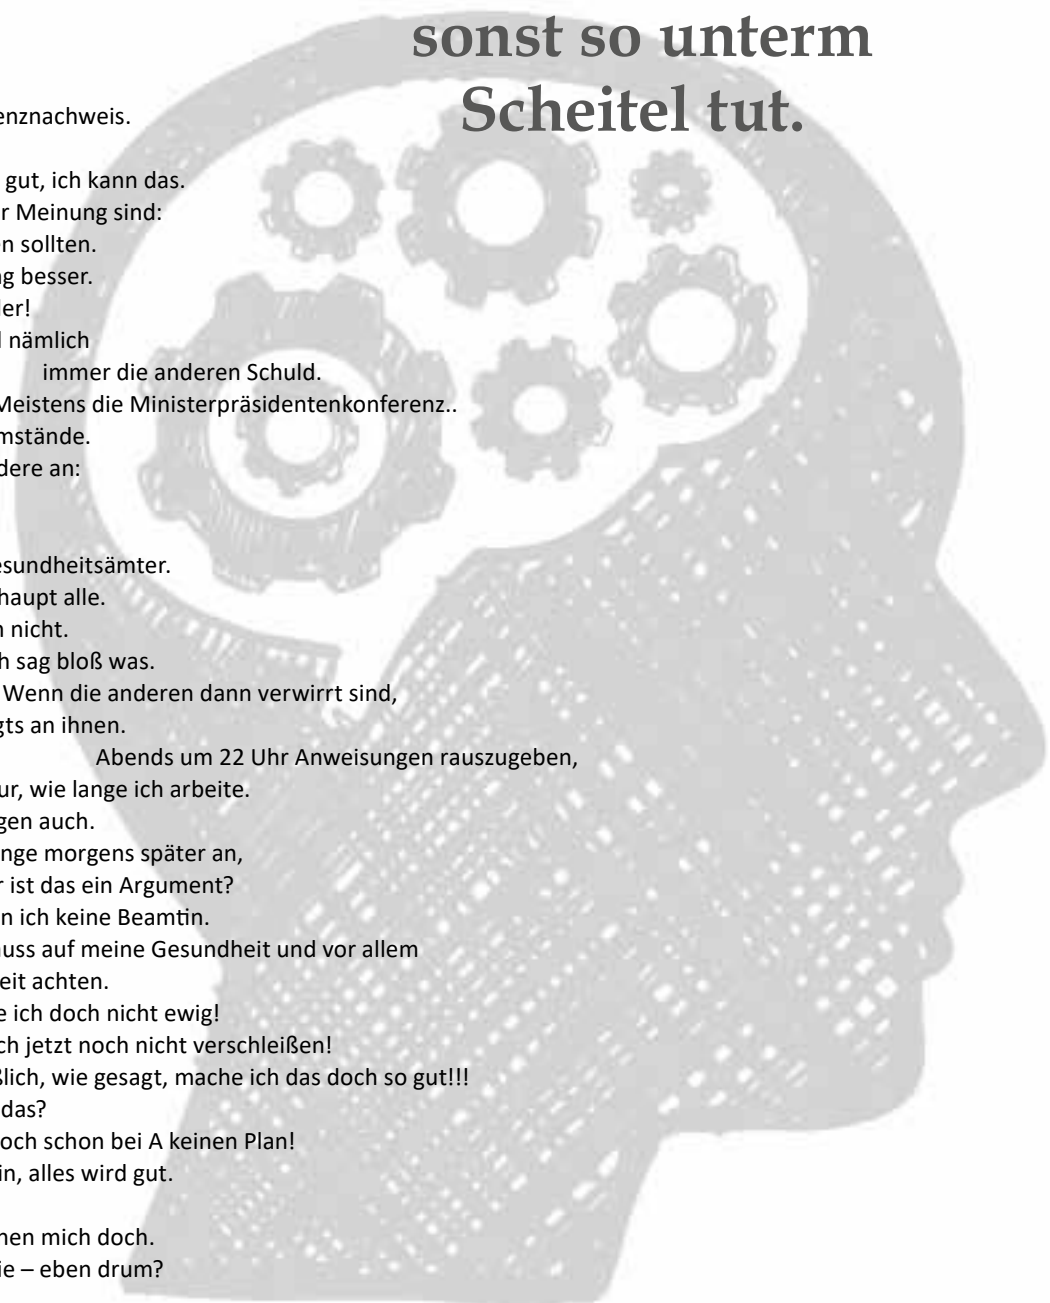 sonst so unterm
Scheitel tut.
enznachweis.
gut, ich kann das.
r Meinung sind:
en sollten.
ng besser.
ler!
l nämlich
immer die anderen Schuld.
Meistens die Ministerpräsidentenkonferenz..
mstände.
dere an:
esundheitsämter.
haupt alle.
h nicht.
ch sag bloß was.
Wenn die anderen dann verwirrt sind,
gts an ihnen.
Abends um 22 Uhr Anweisungen rauszugeben,
ur, wie lange ich arbeite.
gen auch.
nge morgens später an,
r ist das ein Argument?
n ich keine Beamtin.
nuss auf meine Gesundheit und vor allem
eit achten.
e ich doch nicht ewig!
ch jetzt noch nicht verschleißen!
ßlich, wie gesagt, mache ich das doch so gut!!!
das?
och schon bei A keinen Plan!
in, alles wird gut.
nen mich doch.
ie – eben drum?